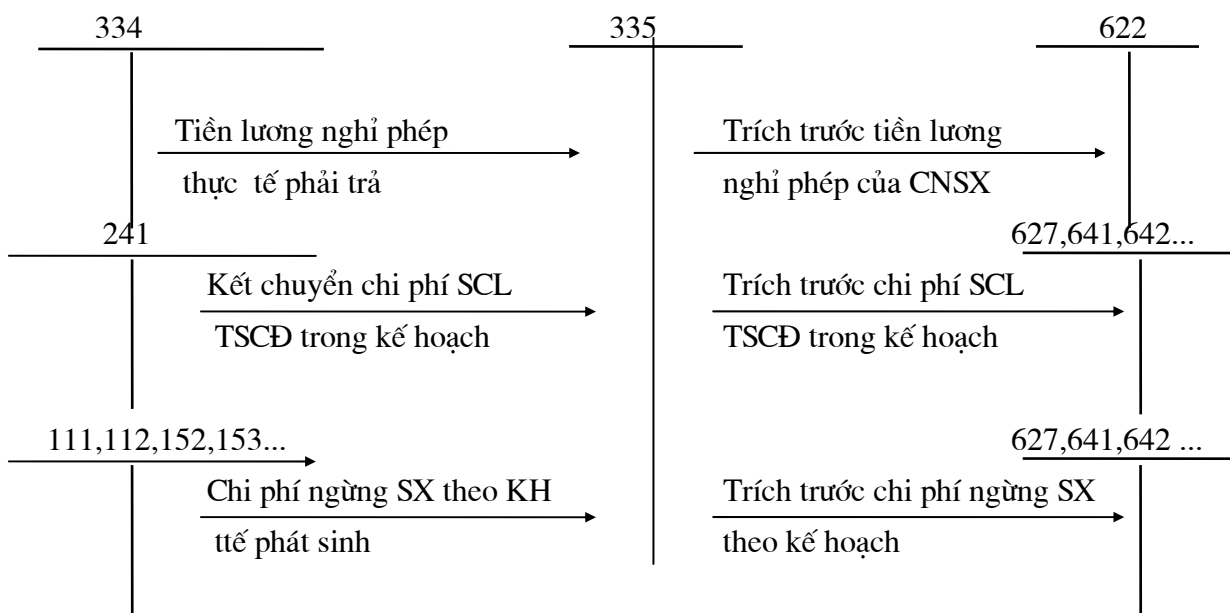 334 335 622
Tiền lương nghỉ phép Trích trước tiền lương
thực tế phải trả nghỉ phép của CNSX
241 627,641,642...
Kết chuyển chi phí SCL Trích trước chi phí SCL
TSCĐ trong kế hoạch TSCĐ trong kế hoạch
111,112,152,153... 627,641,642 ...
Chi phí ngừng SX theo KH Trích trước chi phí ngừng SX
ttế phát sinh theo kế hoạch